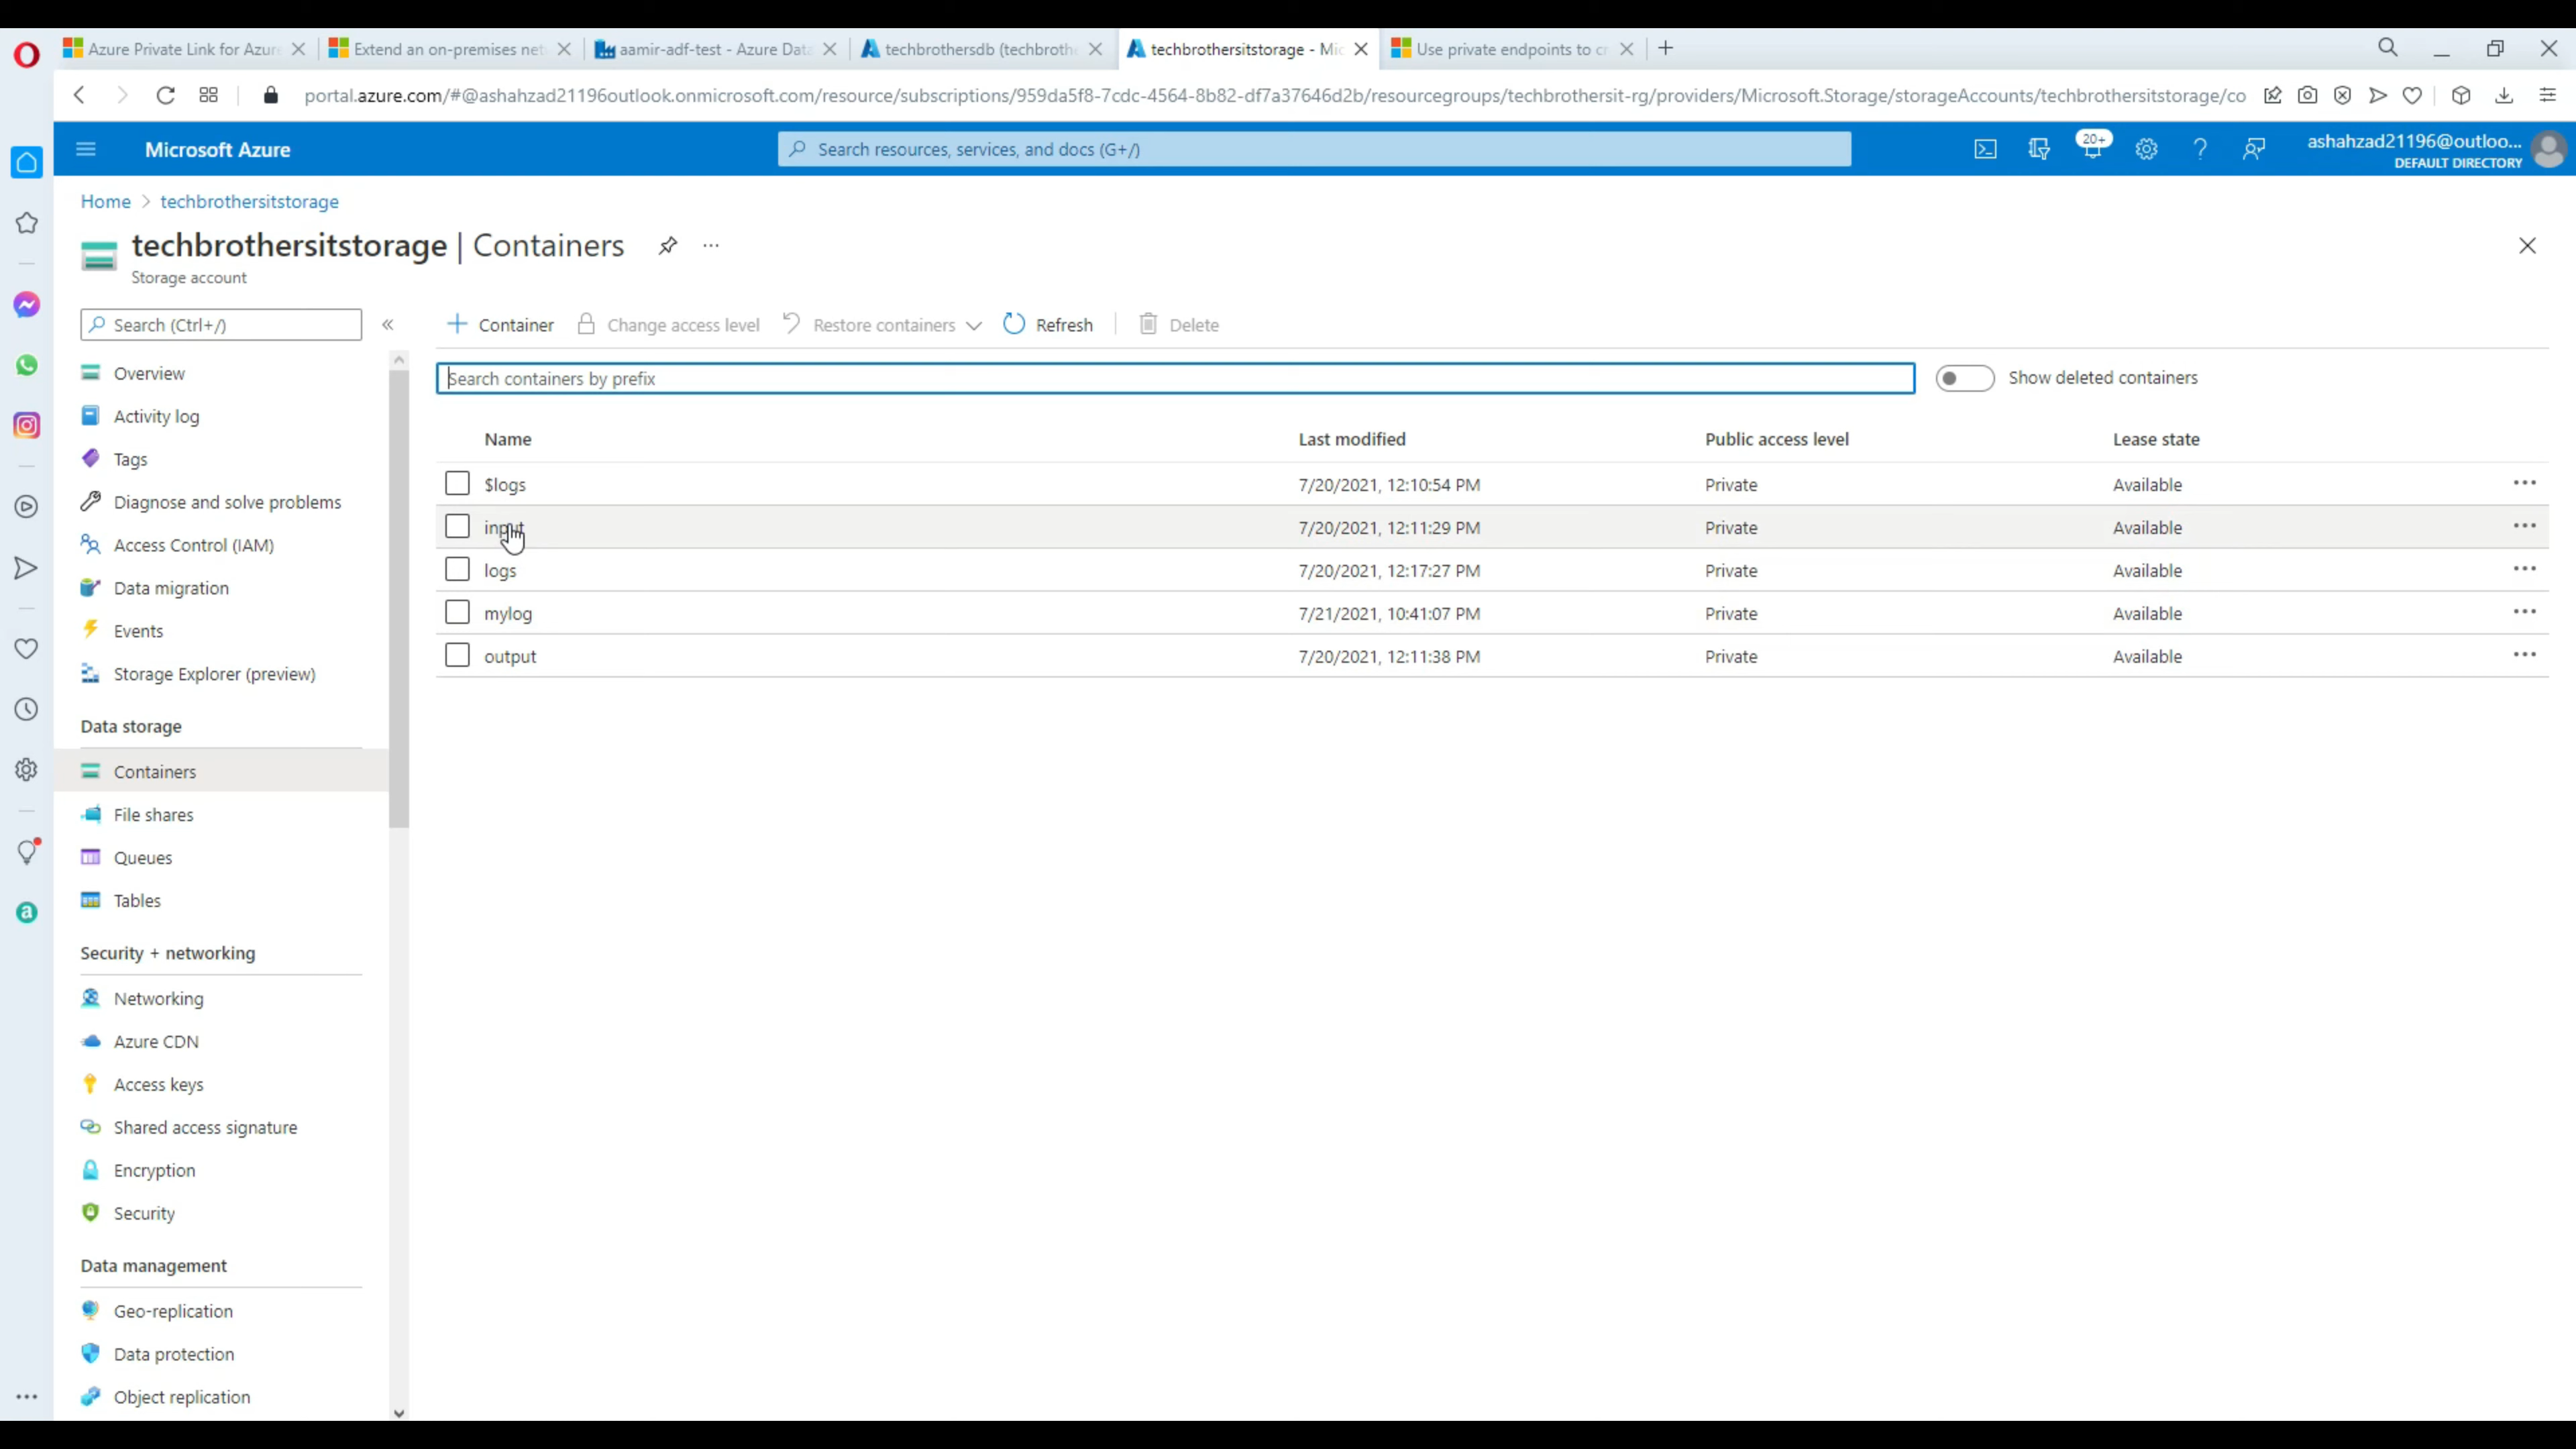 Azure Private Link for Azure
Extend an on-premises net
aamir-adf-test - Azure Data
techbrothersdb (techbrothe
techbrothersitstorage - Mic
Use private endpoints to cr
portal.azure.com/#@ashahzad21196outlook.onmicrosoft.com/resource/subscriptions/959da5f8-7cdc-4564-8b82-df7a37646d2b/resourcegroups/techbrothersit-rg/providers/Microsoft.Storage/storageAccounts/techbrothersitstorage/co
Microsoft Azure
Search resources, services, and docs (G+/)
20+
ashahzad21196@outloo...
DEFAULT DIRECTORY
Home > techbrothersitstorage
techbrothersitstorage | Containers
Storage account
Search (Ctrl+/)
Container
Change access level
Restore containers
Refresh
Delete
Search containers by prefix
Show deleted containers
Name Last modified Public access level Lease state
$logs 7/20/2021, 12:10:54 PM Private Available
input 7/20/2021, 12:11:29 PM Private Available
logs 7/20/2021, 12:17:27 PM Private Available
mylog 7/21/2021, 10:41:07 PM Private Available
output 7/20/2021, 12:11:38 PM Private Available
Overview
Activity log
Tags
Diagnose and solve problems
Access Control (IAM)
Data migration
Events
Storage Explorer (preview)
Data storage
Containers
File shares
Queues
Tables
Security + networking
Networking
Azure CDN
Access keys
Shared access signature
Encryption
Security
Data management
Geo-replication
Data protection
Object replication